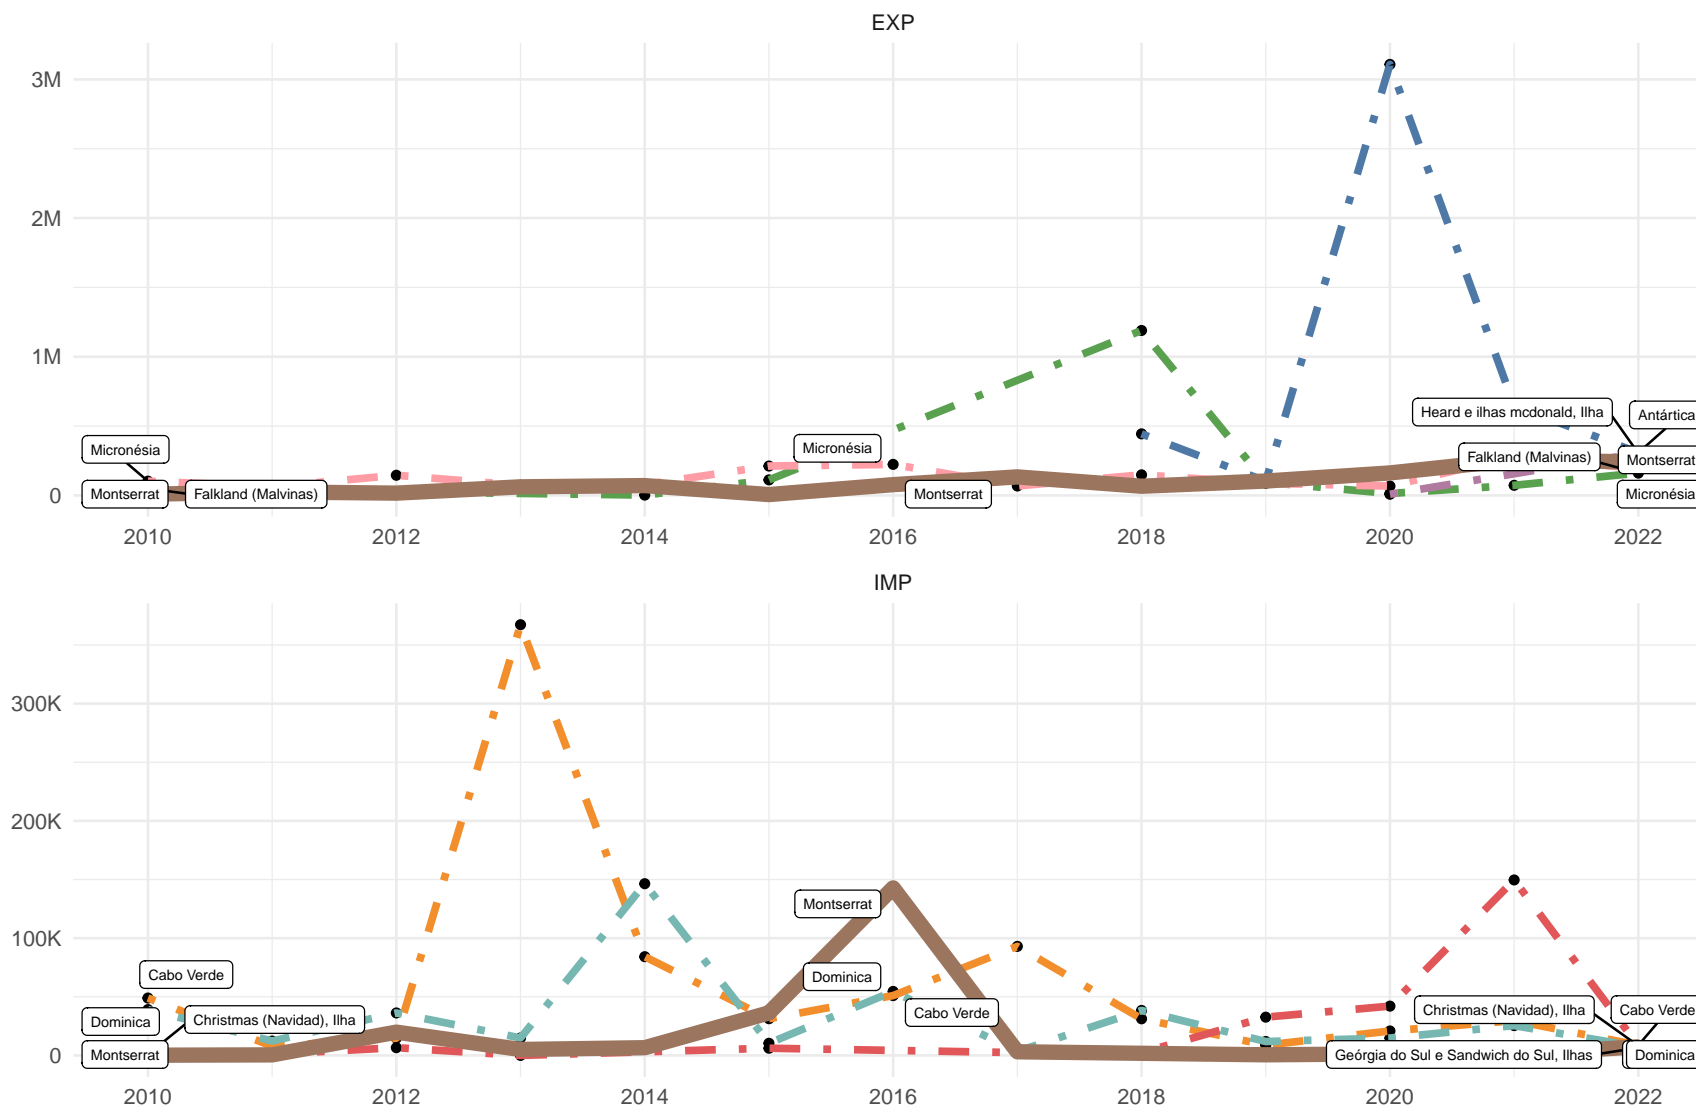 EXP
3M
2M
1M
0
Micronésia
Montserrat
Falkland (Malvinas)
Micronésia
Montserrat
Heard e ilhas mcdonald, Ilha
Antártica
Falkland (Malvinas)
Montserrat
Micronésia
2010
2012
2014
2016
2018
2020
2022
IMP
300K
200K
100K
0
Cabo Verde
Dominica
Christmas (Navidad), Ilha
Montserrat
Montserrat
Dominica
Cabo Verde
Christmas (Navidad), Ilha
Cabo Verde
Geórgia do Sul e Sandwich do Sul, Ilhas
Dominica
2010
2012
2014
2016
2018
2020
2022